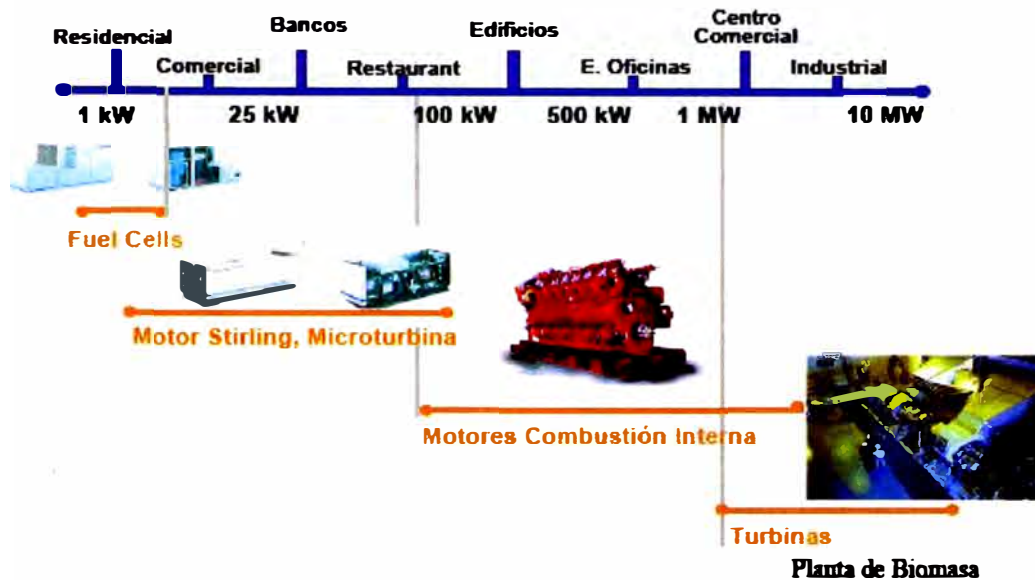 Residencial
Bancos
Edificios
Centro
Comercial
Comercial
Restaurant
E. Oficinas
Industrial
1 kW
25 kW
100 kW
500 kW
1 MW
10 MW
Fuel Cells
Motor Stirling, Microturbina
Motores Combustión Interna
Turbinas
Planta de Biomasa